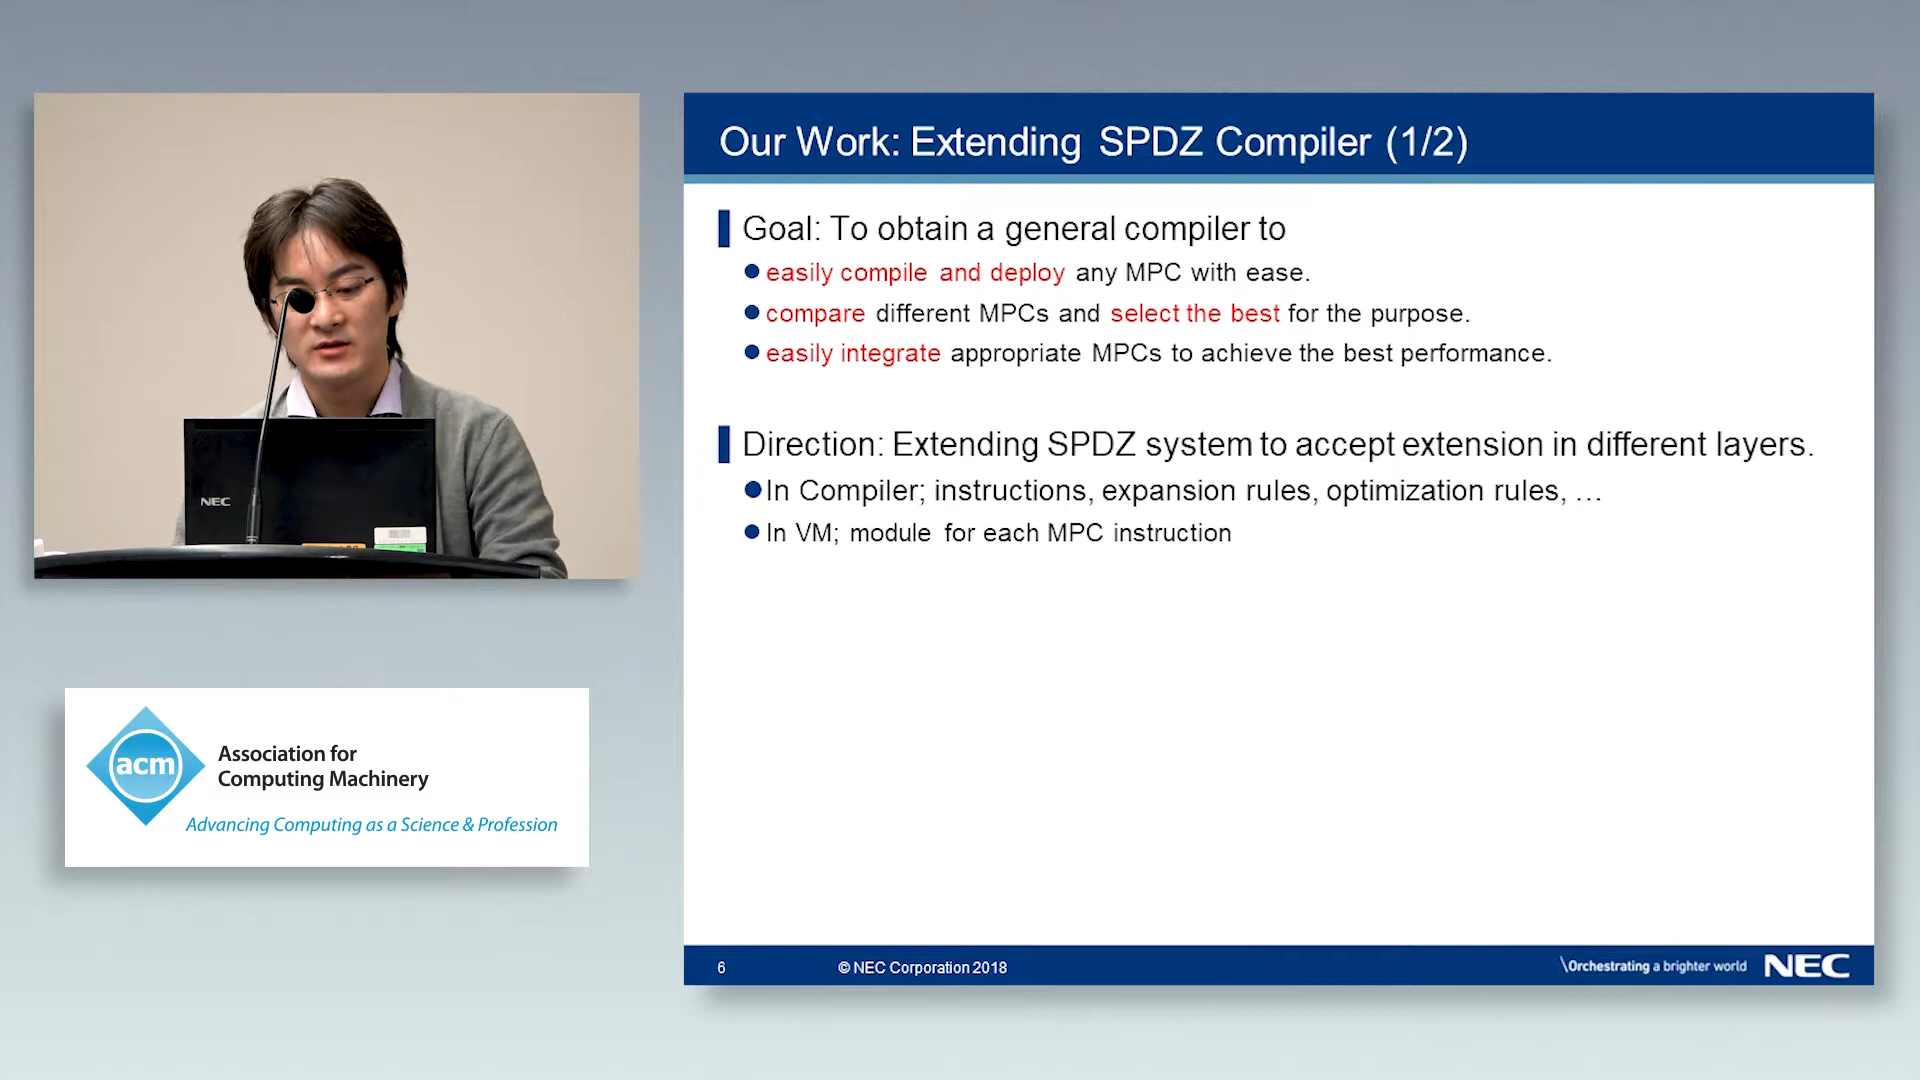 Our Work: Extending SPDZ Compiler (1/2)
Goal: To obtain a general compiler to
easily compile and deploy any MPC with ease.
compare different MPCs and select the best for the purpose.
easily integrate appropriate MPCs to achieve the best performance.
Direction: Extending SPDZ system to accept extension in different layers.
In Compiler; instructions, expansion rules, optimization rules, …
In VM; module for each MPC instruction
6
© NEC Corporation 2018
\Orchestrating a brighter world
NEC
NEC
acm
Association for
Computing Machinery
Advancing Computing as a Science & Profession